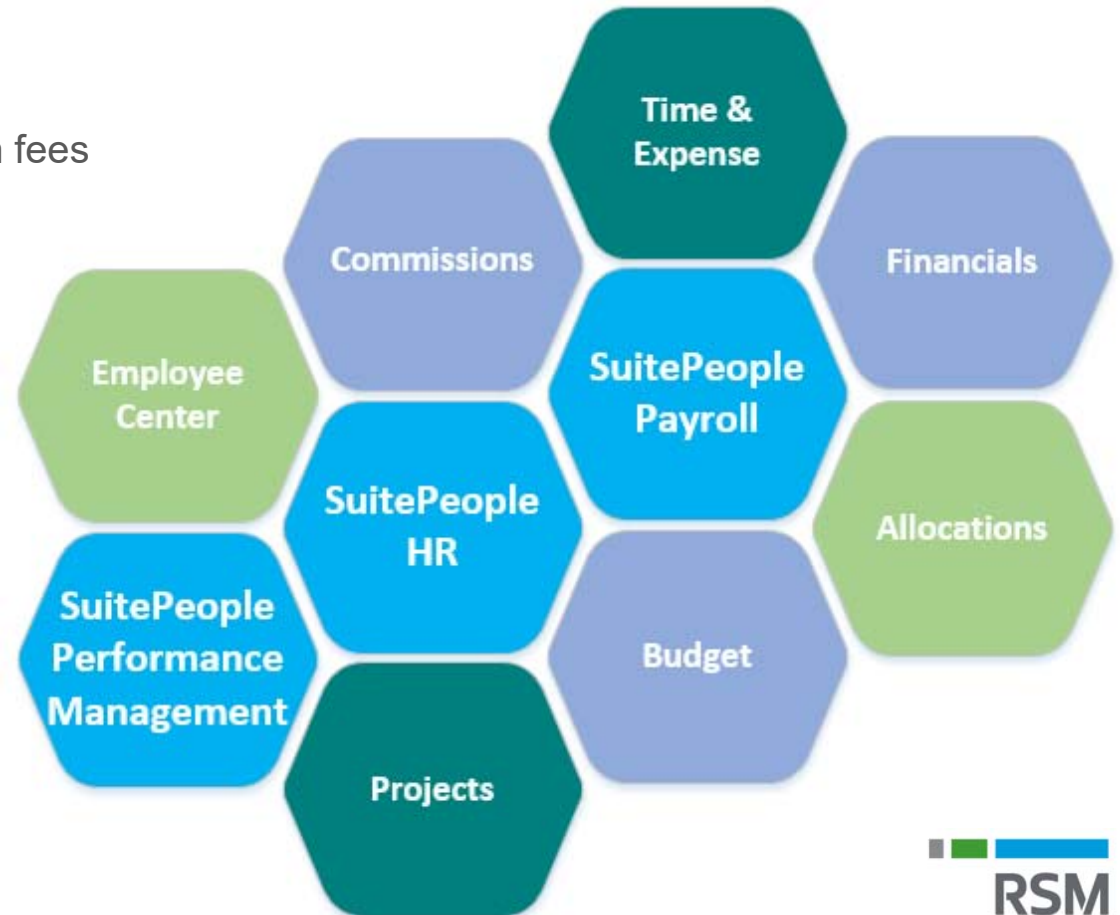 fees
Time &
Expense
Commissions
Financials
Employee
Center
SuitePeople
Payroll
SuitePeople
HR
Allocations
SuitePeople
Performance
Management
Budget
Projects
RSM